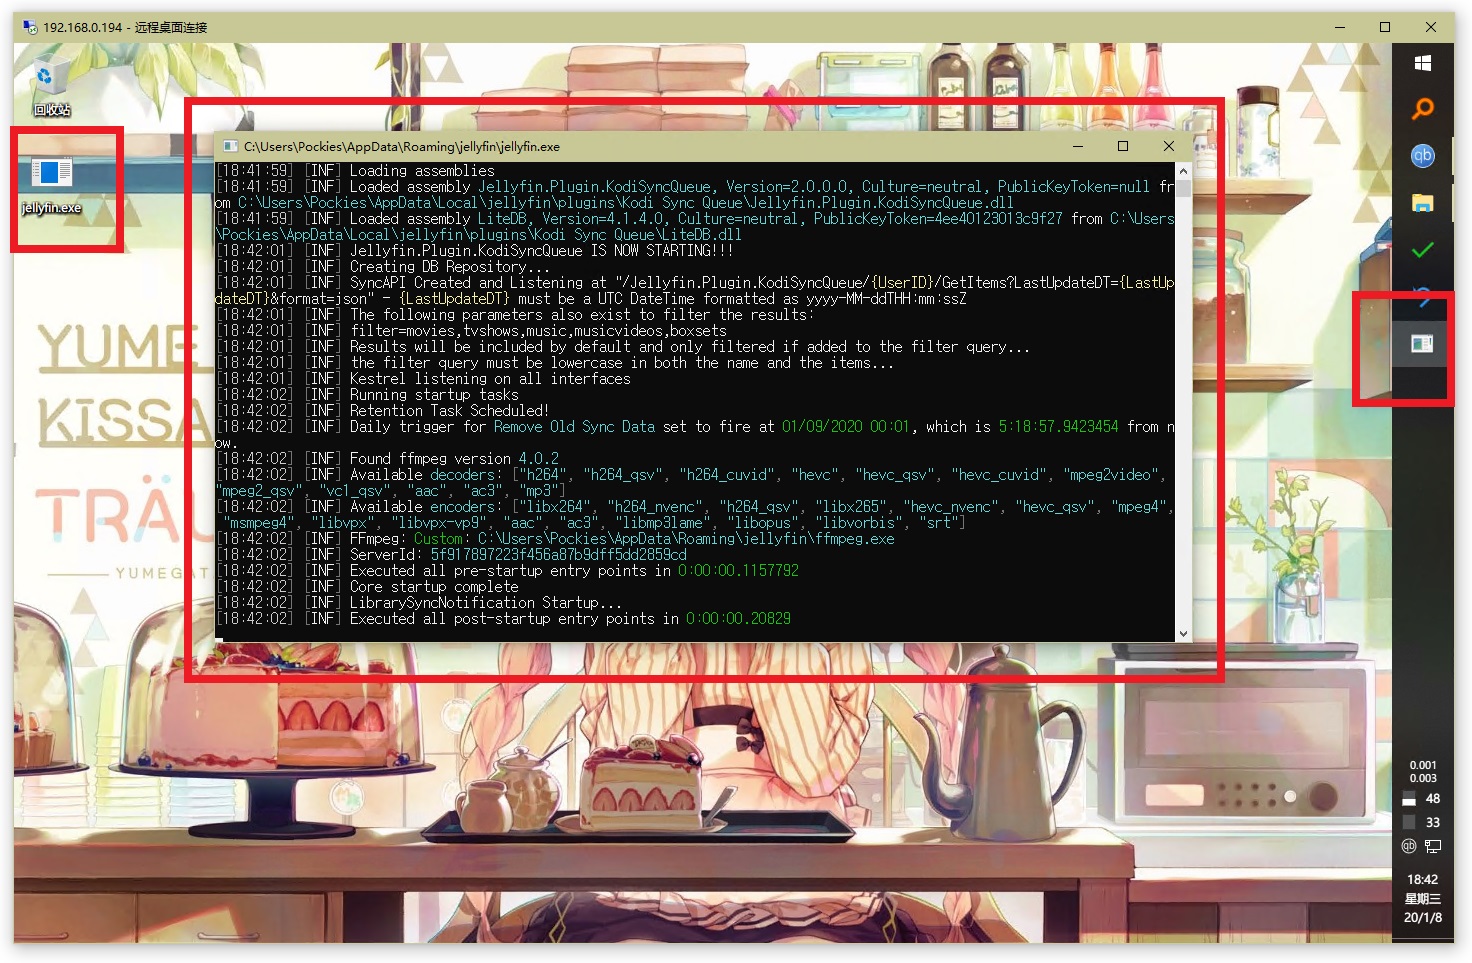 192.168.0.194 - 远程桌面连接
回收站
jellyfin.exe
C:\Users\Pockies\AppData\Roaming\jellyfin\jellyfin.exe
[18:41:59] [INF] Loading assemblies
[18:41:59] [INF] Loaded assembly Jellyfin.Plugin.KodiSyncQueue, Version=2.0.0.0, Culture=neutral, PublicKeyToken=null fr
om C:\Users\Pockies\AppData\Local\jellyfin\plugins\Kodi Sync Queue\Jellyfin.Plugin.KodiSyncQueue.dll
[18:41:59] [INF] Loaded assembly LiteDB, Version=4.1.4.0, Culture=neutral, PublicKeyToken=4ee40123013c9f27 from C:\Users
\Pockies\AppData\Local\jellyfin\plugins\Kodi Sync Queue\LiteDB.dll
[18:42:01] [INF] Jellyfin.Plugin.KodiSyncQueue IS NOW STARTING!!!
[18:42:01] [INF] Creating DB Repository...
[18:42:01] [INF] SyncAPI Created and Listening at "/Jellyfin.Plugin.KodiSyncQueue/{UserID}/GetItems?LastUpdateDT={LastUp
dateDT}&format=json" - {LastUpdateDT} must be a UTC DateTime formatted as yyyy-MM-ddTHH:mm:ssZ
[18:42:01] [INF] The following parameters also exist to filter the results:
[18:42:01] [INF] filter=movies,tvshows,music,musicvideos,boxsets
[18:42:01] [INF] Results will be included by default and only filtered if added to the filter query...
[18:42:01] [INF] the filter query must be lowercase in both the name and the items...
[18:42:01] [INF] Kestrel listening on all interfaces
[18:42:02] [INF] Running startup tasks
[18:42:02] [INF] Retention Task Scheduled!
[18:42:02] [INF] Daily trigger for Remove Old Sync Data set to fire at 01/09/2020 00:01, which is 5:18:57.9423454 from n
ow.
[18:42:02] [INF] Found ffmpeg version 4.0.2
[18:42:02] [INF] Available decoders: ["h264", "h264_qsv", "h264_cuvid", "hevc", "hevc_qsv", "hevc_cuvid", "mpeg2video",
"mpeg2_qsv", "vc1_qsv", "aac", "ac3", "mp3"]
[18:42:02] [INF] Available encoders: ["libx264", "h264_nvenc", "h264_qsv", "libx265", "hevc_nvenc", "hevc_qsv", "mpeg4",
"msmpeg4", "libvpx", "libvpx-vp9", "aac", "ac3", "libmp3lame", "libopus", "libvorbis", "srt"]
[18:42:02] [INF] FFmpeg: Custom: C:\Users\Pockies\AppData\Roaming\jellyfin\ffmpeg.exe
[18:42:02] [INF] ServerId: 5f917897223f456a87b9dff5dd2859cd
[18:42:02] [INF] Executed all pre-startup entry points in 0:00:00.1157792
[18:42:02] [INF] Core startup complete
[18:42:02] [INF] LibrarySyncNotification Startup...
[18:42:02] [INF] Executed all post-startup entry points in 0:00:00.20829
YUME
KISSA
TRÄU
YUMEGAT
qb
0.001
0.003
48
33
qb
18:42
星期三
20/1/8